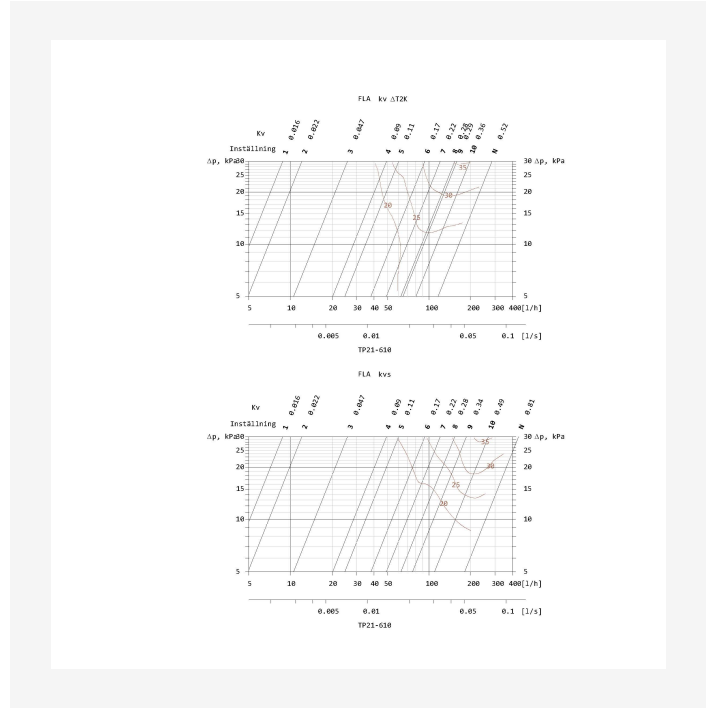 FLA kv ΔT2K
Kv 0.016 0.022 0.047 0.09 0.11 0.17 0.22 0.28 0.29 0.36 0.52
Inställning 1 2 3 4 5 6 7 8 9 10 N
Δp, kPa 30 30 Δp, kPa
35
25 25
20 20
30
20
15 15
25
10 10
5 5
5 10 20 30 40 50 100 200 300 400[l/h]
0.005 0.01 0.05 0.1 [l/s]
TP21-610
FLA kvs
Kv 0.016 0.022 0.047 0.09 0.11 0.17 0.22 0.28 0.34 0.49 0.81
Inställning 1 2 3 4 5 6 7 8 9 10 N
Δp, kPa 30 30 Δp, kPa
35
25 25
20 30 20
25
15 15
20
10 10
5 5
5 10 20 30 40 50 100 200 300 400[l/h]
0.005 0.01 0.05 0.1 [l/s]
TP21-610